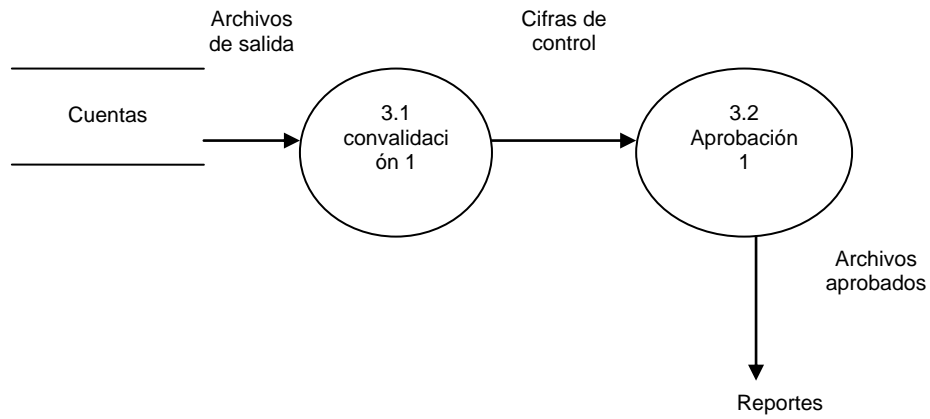 Archivos
de salida
Cifras de
control
Cuentas
3.1
convalidaci
ón 1
3.2
Aprobación
1
Archivos
aprobados
Reportes